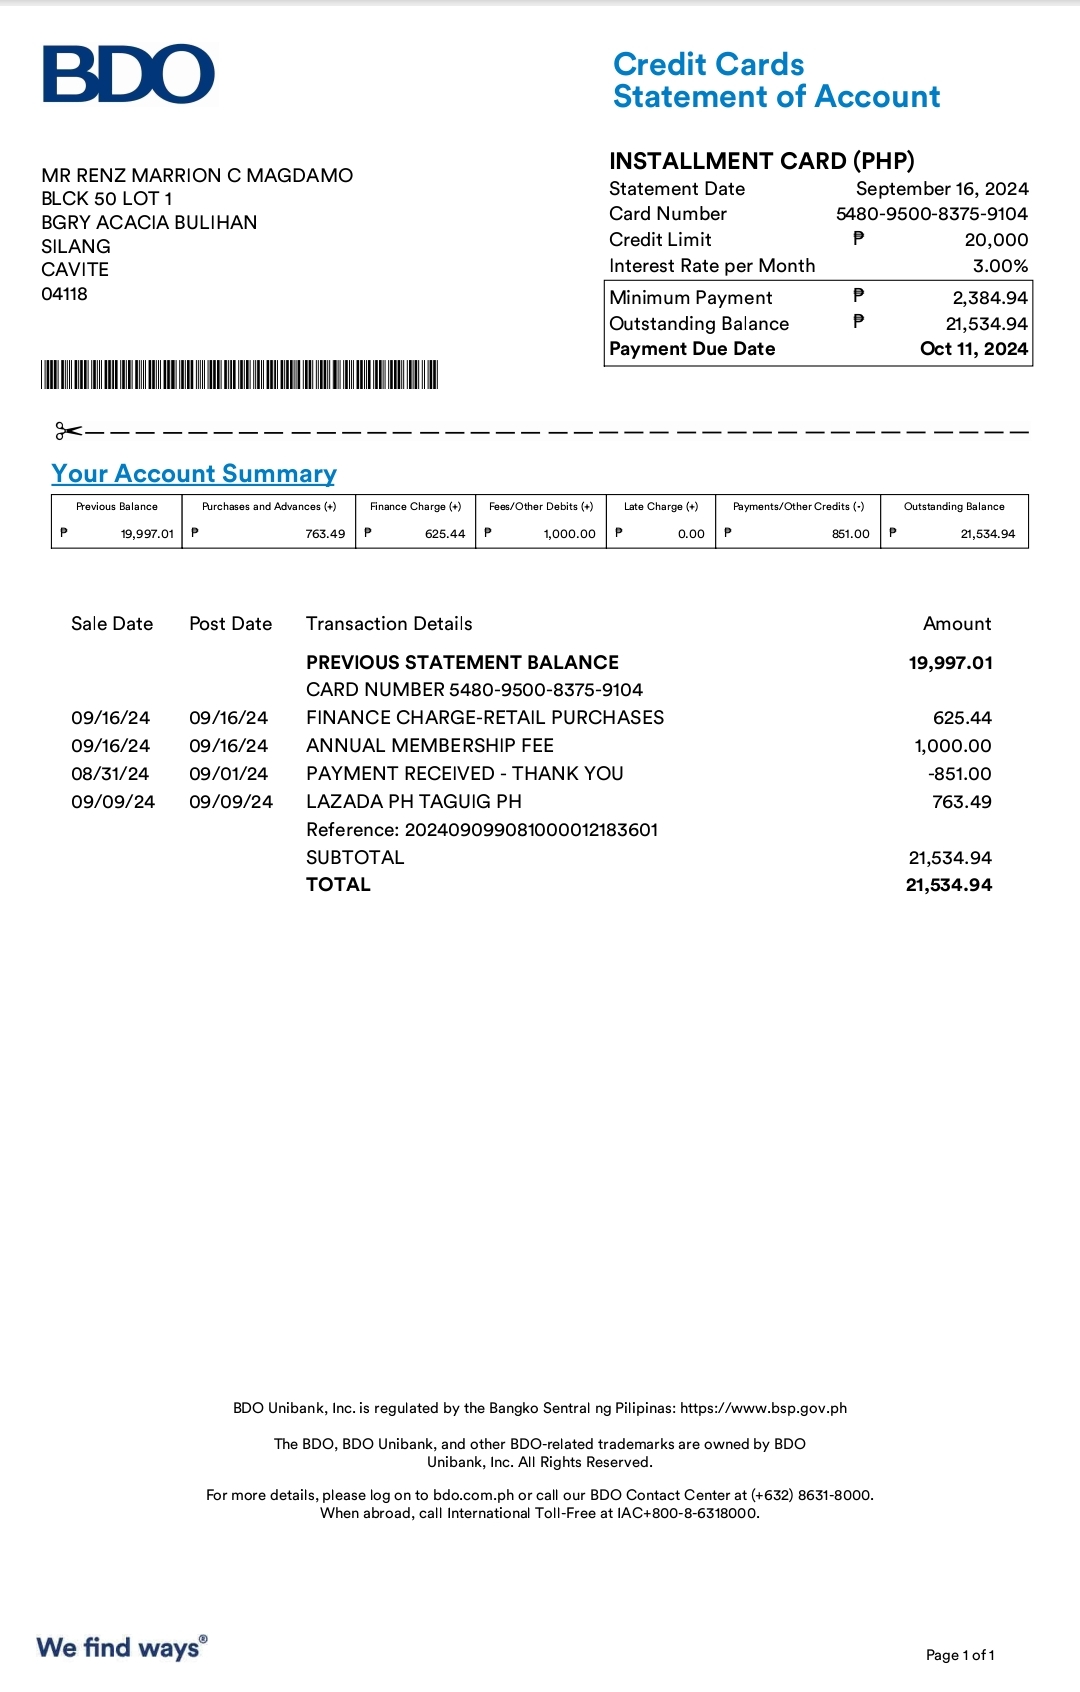 BDO
Credit Cards
Statement of Account
MR RENZ MARRION C MAGDAMO
BLCK 50 LOT 1
BGRY ACACIA BULIHAN
SILANG
CAVITE
04118
INSTALLMENT CARD (PHP)
Statement Date September 16, 2024
Card Number 5480-9500-8375-9104
Credit Limit ₱ 20,000
Interest Rate per Month 3.00%
Minimum Payment ₱ 2,384.94
Outstanding Balance ₱ 21,534.94
Payment Due Date Oct 11, 2024
Your Account Summary
Previous Balance Purchases and Advances (+) Finance Charge (+) Fees/Other Debits (+) Late Charge (+) Payments/Other Credits (-) Outstanding Balance
₱ 19,997.01 ₱ 763.49 ₱ 625.44 ₱ 1,000.00 ₱ 0.00 ₱ 851.00 ₱ 21,534.94
Sale Date Post Date Transaction Details Amount
PREVIOUS STATEMENT BALANCE 19,997.01
CARD NUMBER 5480-9500-8375-9104
09/16/24 09/16/24 FINANCE CHARGE-RETAIL PURCHASES 625.44
09/16/24 09/16/24 ANNUAL MEMBERSHIP FEE 1,000.00
08/31/24 09/01/24 PAYMENT RECEIVED - THANK YOU -851.00
09/09/24 09/09/24 LAZADA PH TAGUIG PH 763.49
Reference: 202409099081000012183601
SUBTOTAL 21,534.94
TOTAL 21,534.94
BDO Unibank, Inc. is regulated by the Bangko Sentral ng Pilipinas: https://www.bsp.gov.ph
The BDO, BDO Unibank, and other BDO-related trademarks are owned by BDO
Unibank, Inc. All Rights Reserved.
For more details, please log on to bdo.com.ph or call our BDO Contact Center at (+632) 8631-8000.
When abroad, call International Toll-Free at IAC+800-8-6318000.
We find ways®
Page 1 of 1